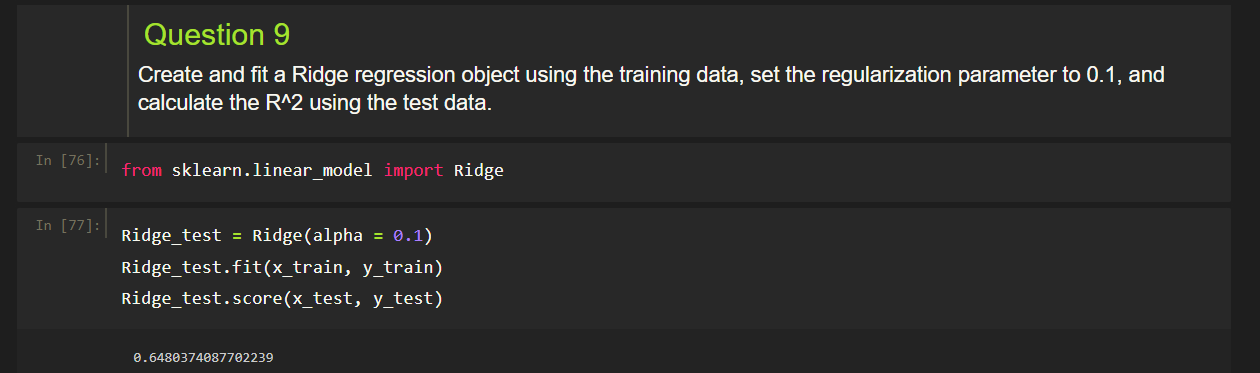 Question 9
Create and fit a Ridge regression object using the training data, set the regularization parameter to 0.1, and
calculate the R^2 using the test data.
In [76]:
from sklearn.linear_model import Ridge
In [77]:
Ridge_test = Ridge(alpha = 0.1)
Ridge_test.fit(x_train, y_train)
Ridge_test.score(x_test, y_test)
0.6480374087702239